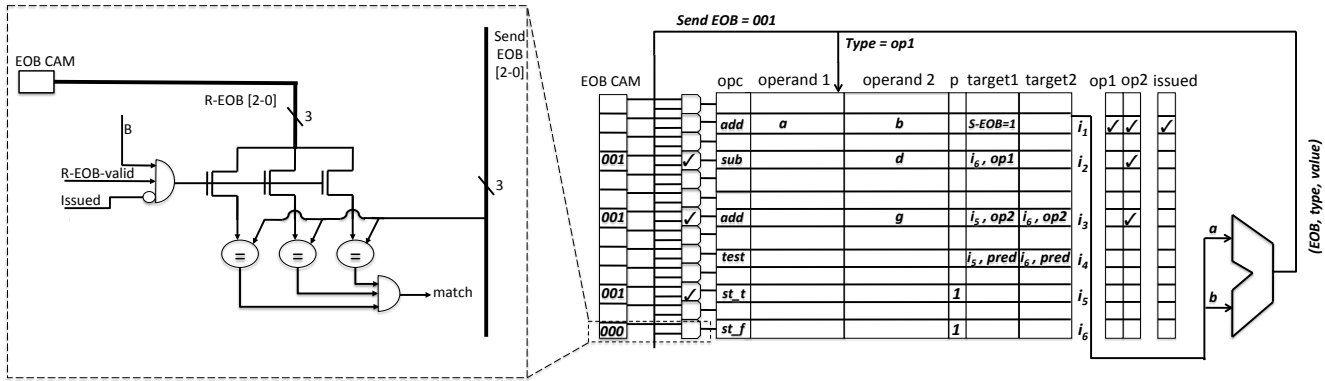 EOB CAM
R-EOB [2-0]
3
B
R-EOB-valid
Issued
=
=
=
match
Send
EOB
[2-0]
3
Send EOB = 001
Type = op1
EOB CAM opc operand 1 operand 2 p target1 target2 op1 op2 issued
add a b S-EOB=1 i1 ✓ ✓ ✓
001 ✓ sub d i6 , op1 i2 ✓
001 ✓ add g i5 , op2 i6 , op2 i3 ✓
test i5 , pred i6 , pred i4
001 ✓ st_t 1 i5
000 st_f 1 i6
a
b
(EOB, type, value)